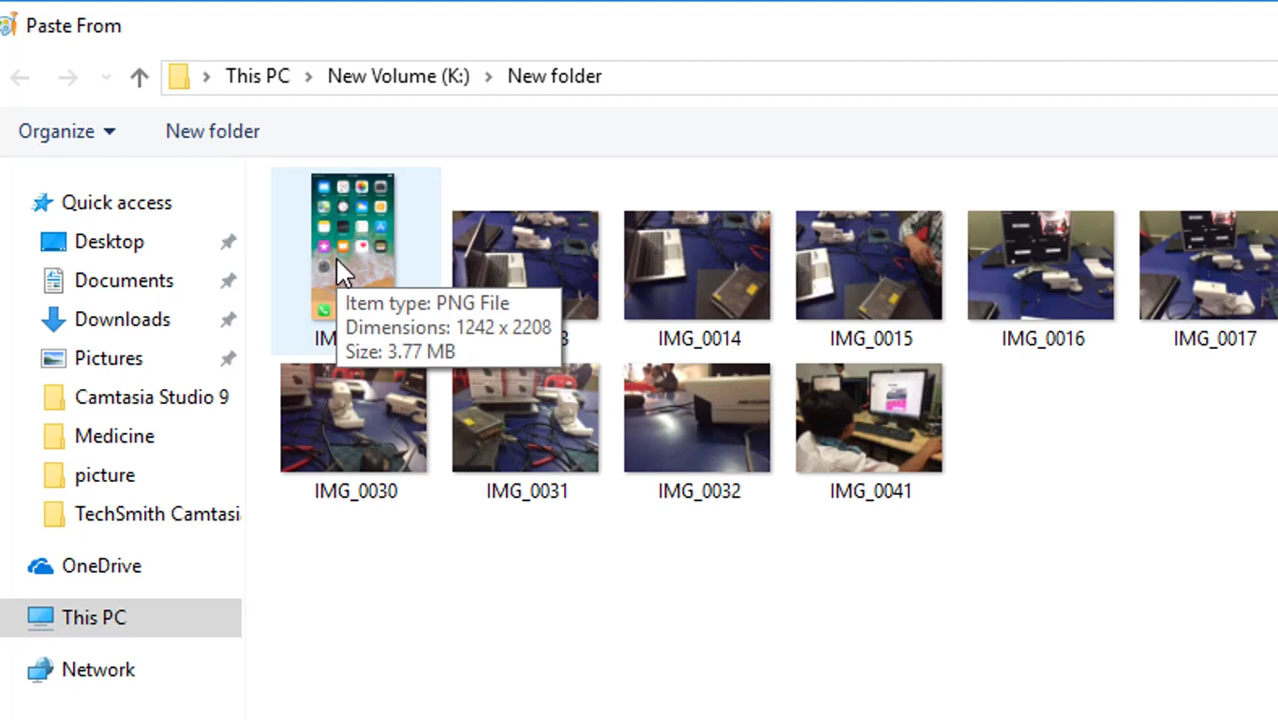 Paste From
This PC > New Volume (K:) > New folder
Organize New folder
Quick access
Desktop
Documents
Downloads
Pictures
Camtasia Studio 9
Medicine
picture
TechSmith Camtasi
OneDrive
This PC
Network
Item type: PNG File
Dimensions: 1242 x 2208
Size: 3.77 MB
IMG_0014 IMG_0015 IMG_0016 IMG_0017
IMG_0030 IMG_0031 IMG_0032 IMG_0041